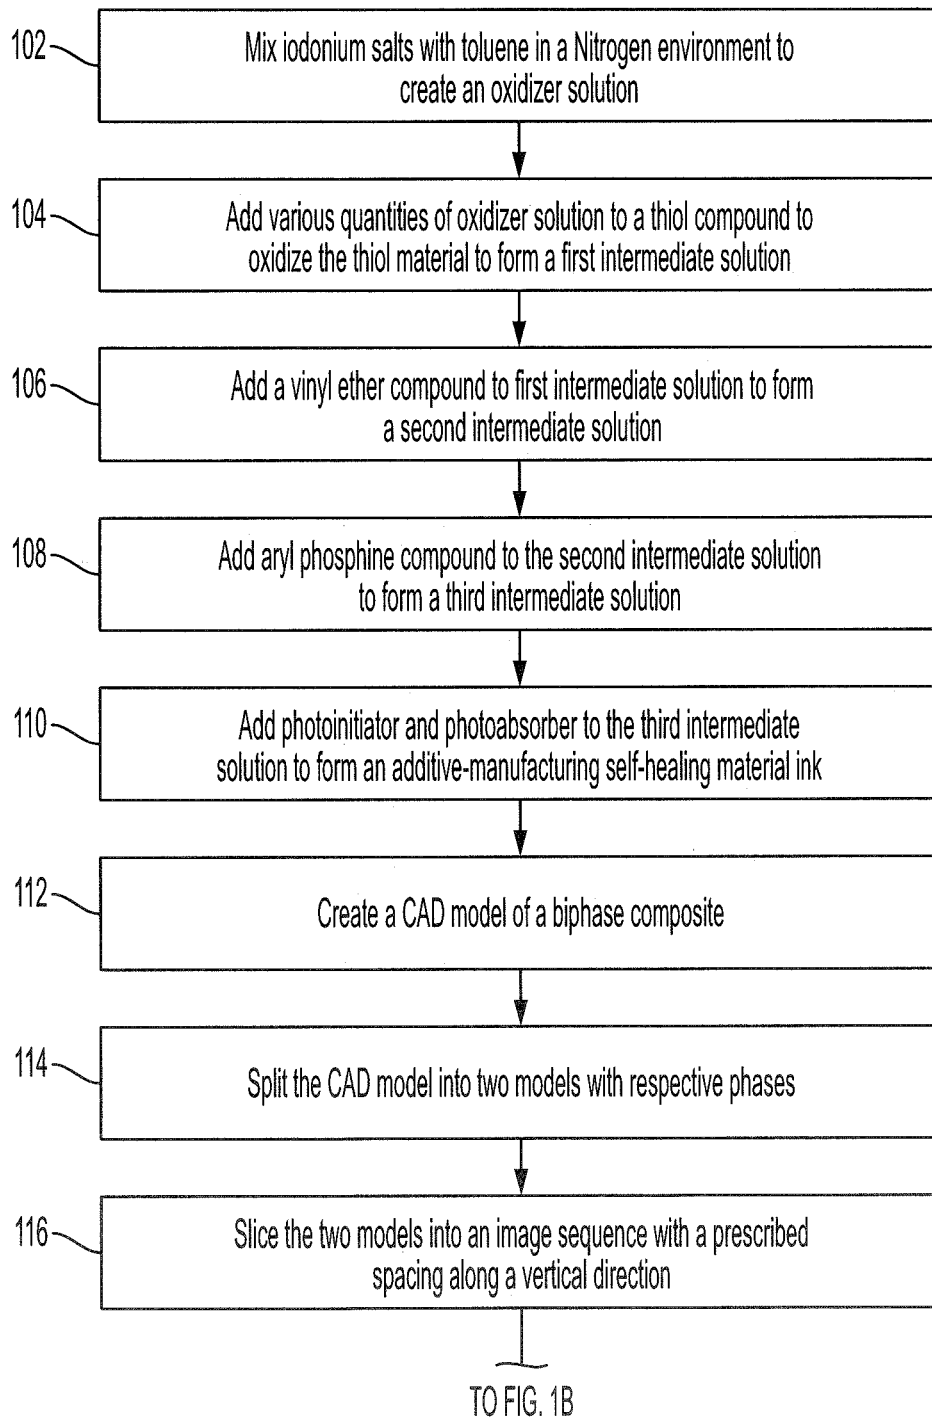 102
Mix iodonium salts with toluene in a Nitrogen environment to
create an oxidizer solution
104
Add various quantities of oxidizer solution to a thiol compound to
oxidize the thiol material to form a first intermediate solution
106
Add a vinyl ether compound to first intermediate solution to form
a second intermediate solution
108
Add aryl phosphine compound to the second intermediate solution
to form a third intermediate solution
110
Add photoinitiator and photoabsorber to the third intermediate
solution to form an additive-manufacturing self-healing material ink
112
Create a CAD model of a biphase composite
114
Split the CAD model into two models with respective phases
116
Slice the two models into an image sequence with a prescribed
spacing along a vertical direction
TO FIG. 1B